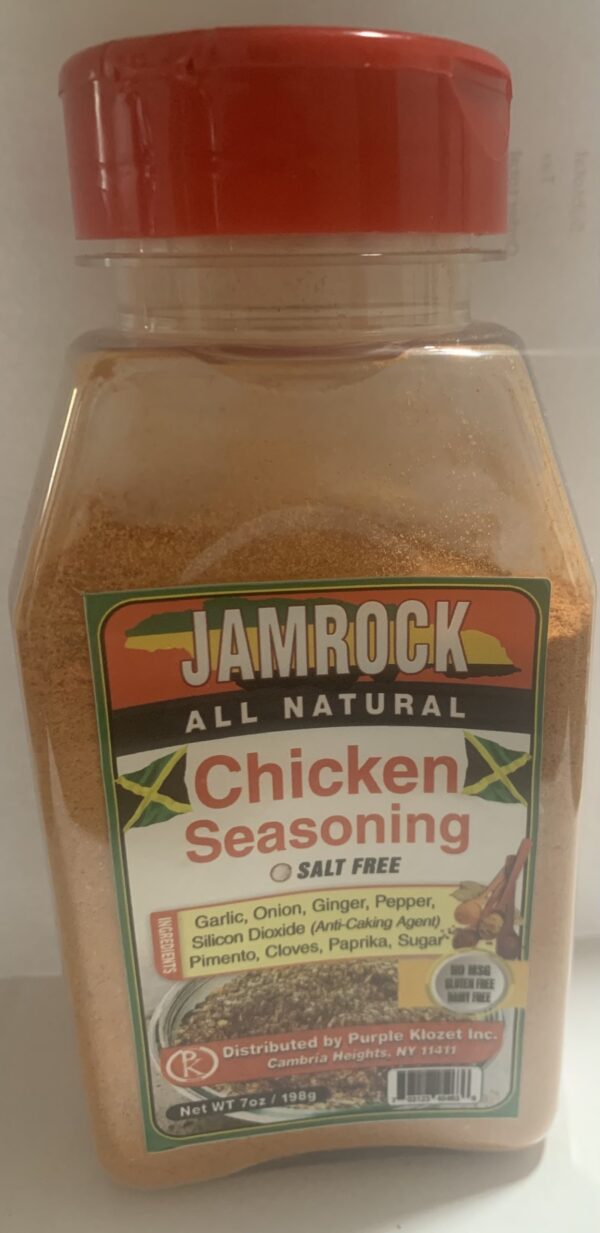 JAMROCK
ALL NATURAL
Chicken
Seasoning
SALT FREE
INGREDIENTS
Garlic, Onion, Ginger, Pepper,
Silicon Dioxide (Anti-Caking Agent)
Pimento, Cloves, Paprika, Sugar
NO MSG
GLUTEN FREE
DAIRY FREE
Distributed by Purple Klozet Inc.
Cambria Heights, NY 11411
Net WT 7oz / 198g